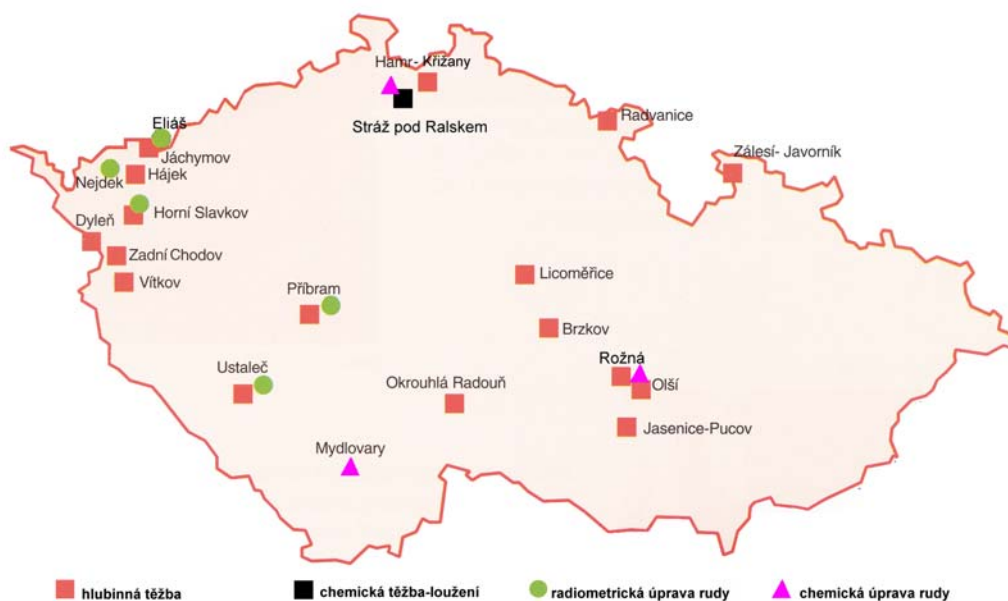 Hamr- Křižany
Stráž pod Ralskem
Radvanice
Eliáš
Jáchymov
Zálesí- Javorník
Nejdek
Hájek
Horní Slavkov
Dyleň
Zadní Chodov
Vítkov
Licoměřice
Příbram
Brzkov
Rožná
Ustaleč
Okrouhlá Radouň
Olší
Jasenice-Pucov
Mydlovary
hlubinná těžba
chemická těžba-loužení
radiometrická úprava rudy
chemická úprava rudy